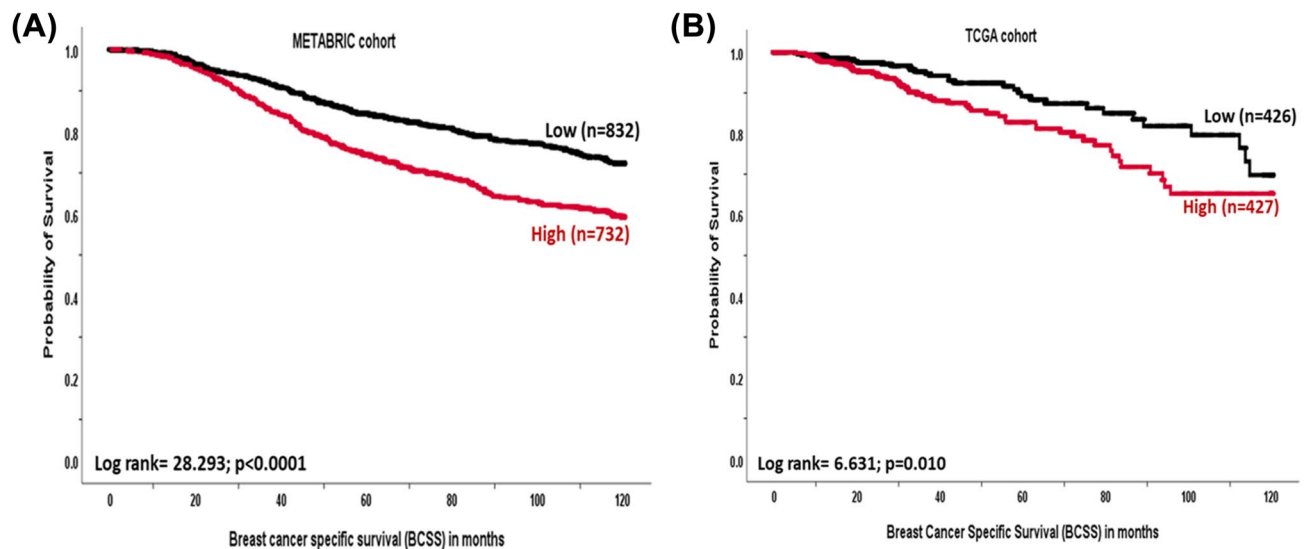 (A)
METABRIC cohort
Probability of Survival
1.0
0.8
0.6
0.4
0.2
0.0
Low (n=832)
High (n=732)
Log rank= 28.293; p<0.0001
0 20 40 60 80 100 120
Breast cancer specific survival (BCSS) in months
(B)
TCGA cohort
Probability of Survival
1.0
0.8
0.6
0.4
0.2
0.0
Low (n=426)
High (n=427)
Log rank= 6.631; p=0.010
0 20 40 60 80 100 120
Breast Cancer Specific Survival (BCSS) in months